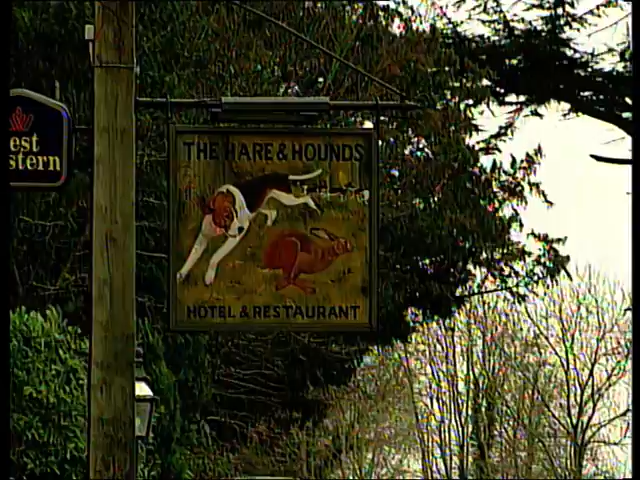 est
stern
THE HARE & HOUNDS
HOTEL & RESTAURANT